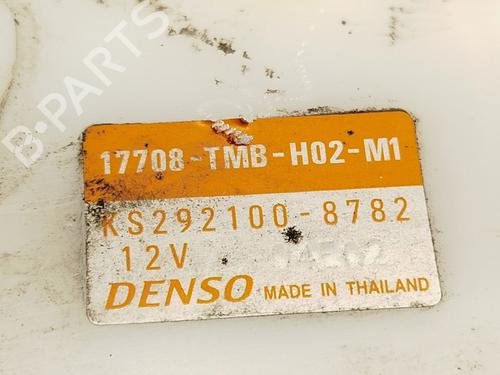 B-PARTS
17708-TMB-H02-M1
KS292100-8782
12V
DENSO MADE IN THAILAND